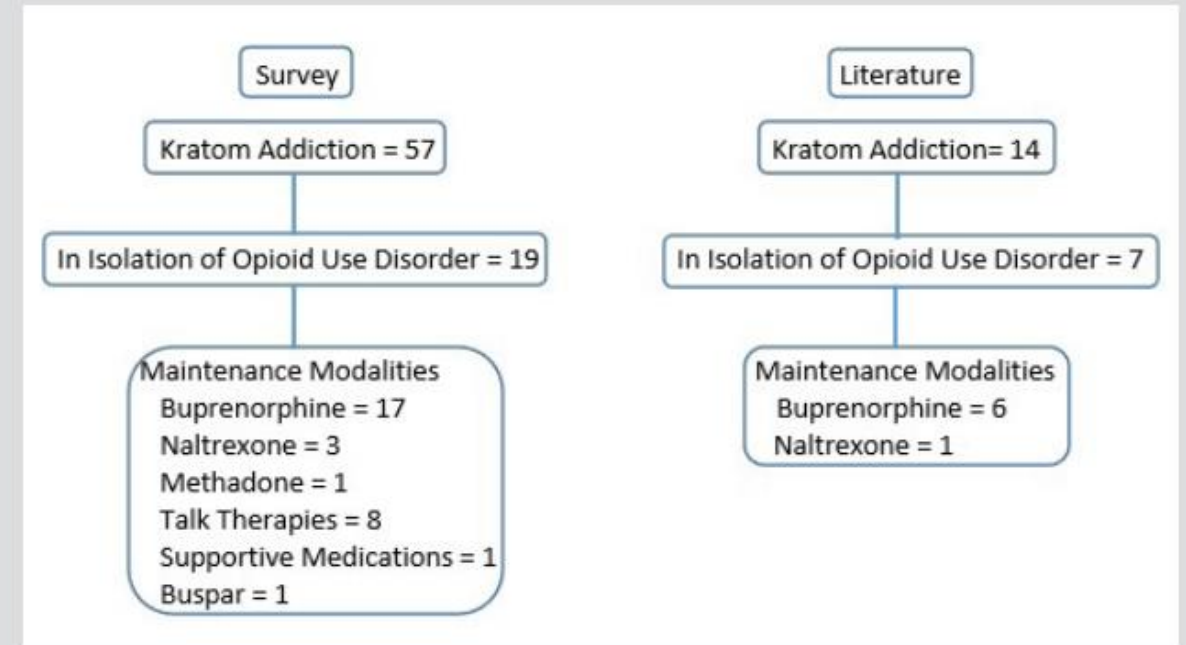 Survey
Kratom Addiction = 57
In Isolation of Opioid Use Disorder = 19
Maintenance Modalities
Buprenorphine = 17
Naltrexone = 3
Methadone = 1
Talk Therapies = 8
Supportive Medications = 1
Buspar = 1
Literature
Kratom Addiction= 14
In Isolation of Opioid Use Disorder = 7
Maintenance Modalities
Buprenorphine = 6
Naltrexone = 1